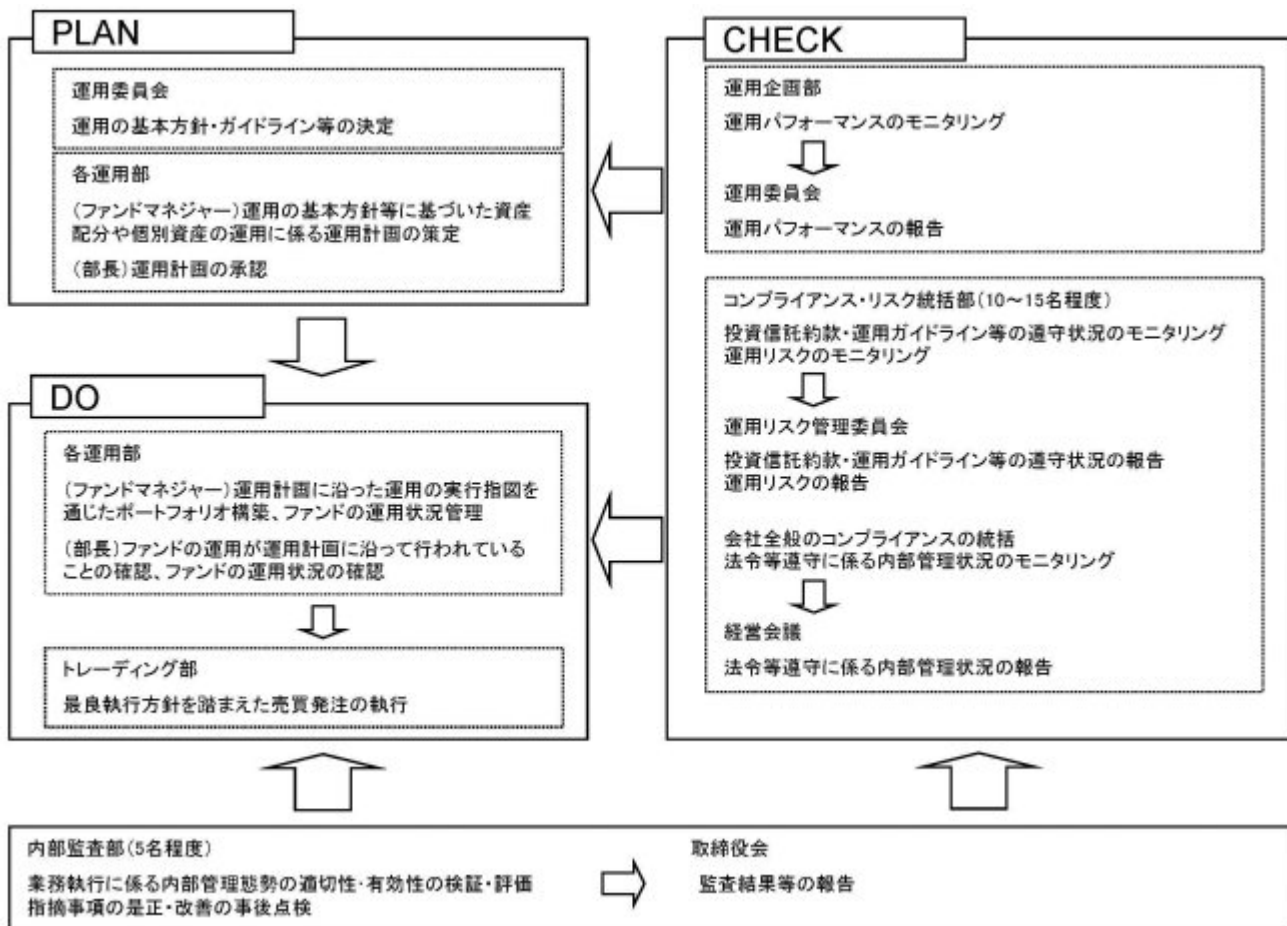 PLAN
運用委員会
運用の基本方針・ガイドライン等の決定
各運用部
(ファンドマネジャー)運用の基本方針等に基づいた資産
配分や個別資産の運用に係る運用計画の策定
(部長)運用計画の承認
DO
各運用部
(ファンドマネジャー)運用計画に沿った運用の実行指図を
通じたポートフォリオ構築、ファンドの運用状況管理
(部長)ファンドの運用が運用計画に沿って行われている
ことの確認、ファンドの運用状況の確認
トレーディング部
最良執行方針を踏まえた売買発注の執行
CHECK
運用企画部
運用パフォーマンスのモニタリング
運用委員会
運用パフォーマンスの報告
コンプライアンス・リスク統括部(10～15名程度)
投資信託約款・運用ガイドライン等の遵守状況のモニタリング
運用リスクのモニタリング
運用リスク管理委員会
投資信託約款・運用ガイドライン等の遵守状況の報告
運用リスクの報告
会社全般のコンプライアンスの統括
法令等遵守に係る内部管理状況のモニタリング
経営会議
法令等遵守に係る内部管理状況の報告
内部監査部(5名程度)
業務執行に係る内部管理態勢の適切性・有効性の検証・評価
指摘事項の是正・改善の事後点検
取締役会
監査結果等の報告